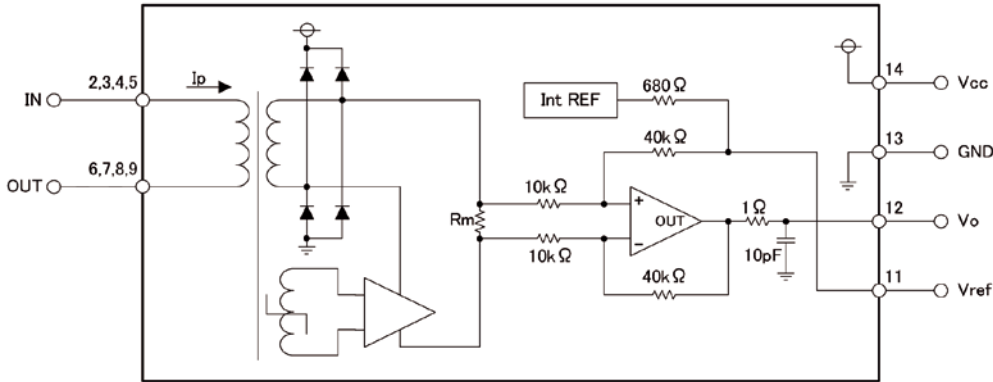 2,3,4,5
Ip
IN
6,7,8,9
OUT
Int REF
680Ω
40kΩ
10kΩ
Rm
10kΩ
+
OUT
−
40kΩ
1Ω
10pF
14
Vcc
13
GND
12
Vo
11
Vref